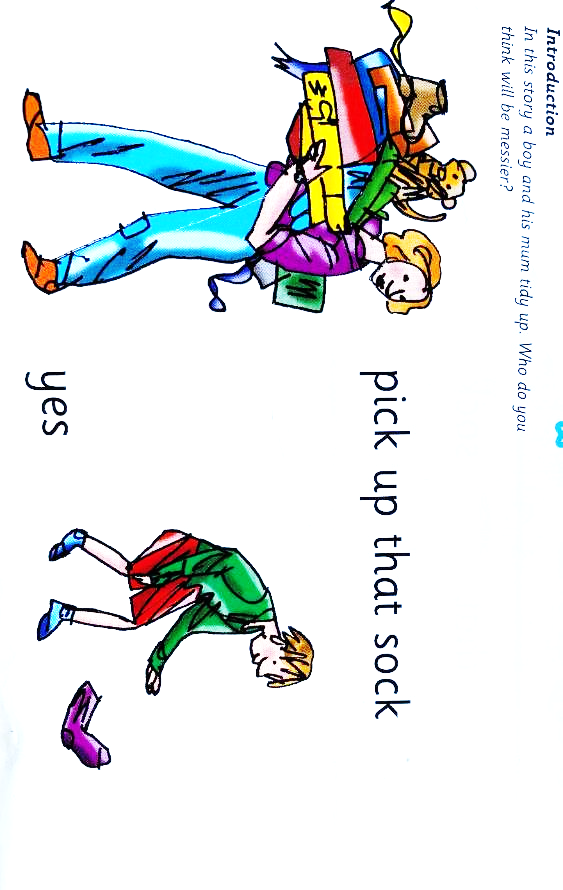 Introduction
In this story a boy and his mum tidy up. Who do you
think will be messier?
pick up that sock
yes